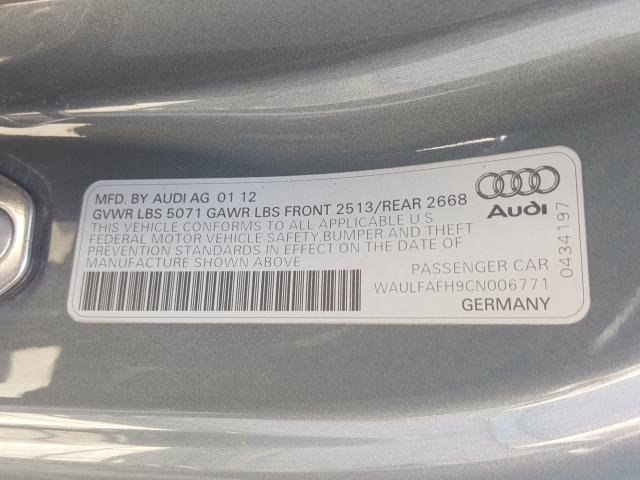 MFD. BY AUDI AG 01 12
GVWR LBS 5071 GAWR LBS FRONT 2513/REAR 2668
THIS VEHICLE CONFORMS TO ALL APPLICABLE U S
FEDERAL MOTOR VEHICLE SAFETY, BUMPER AND THEFT
PREVENTION STANDARDS IN EFFECT ON THE DATE OF
MANUFACTURE SHOWN ABOVE
Audi
0434197
PASSENGER CAR
WAULFAFH9CN006771
GERMANY